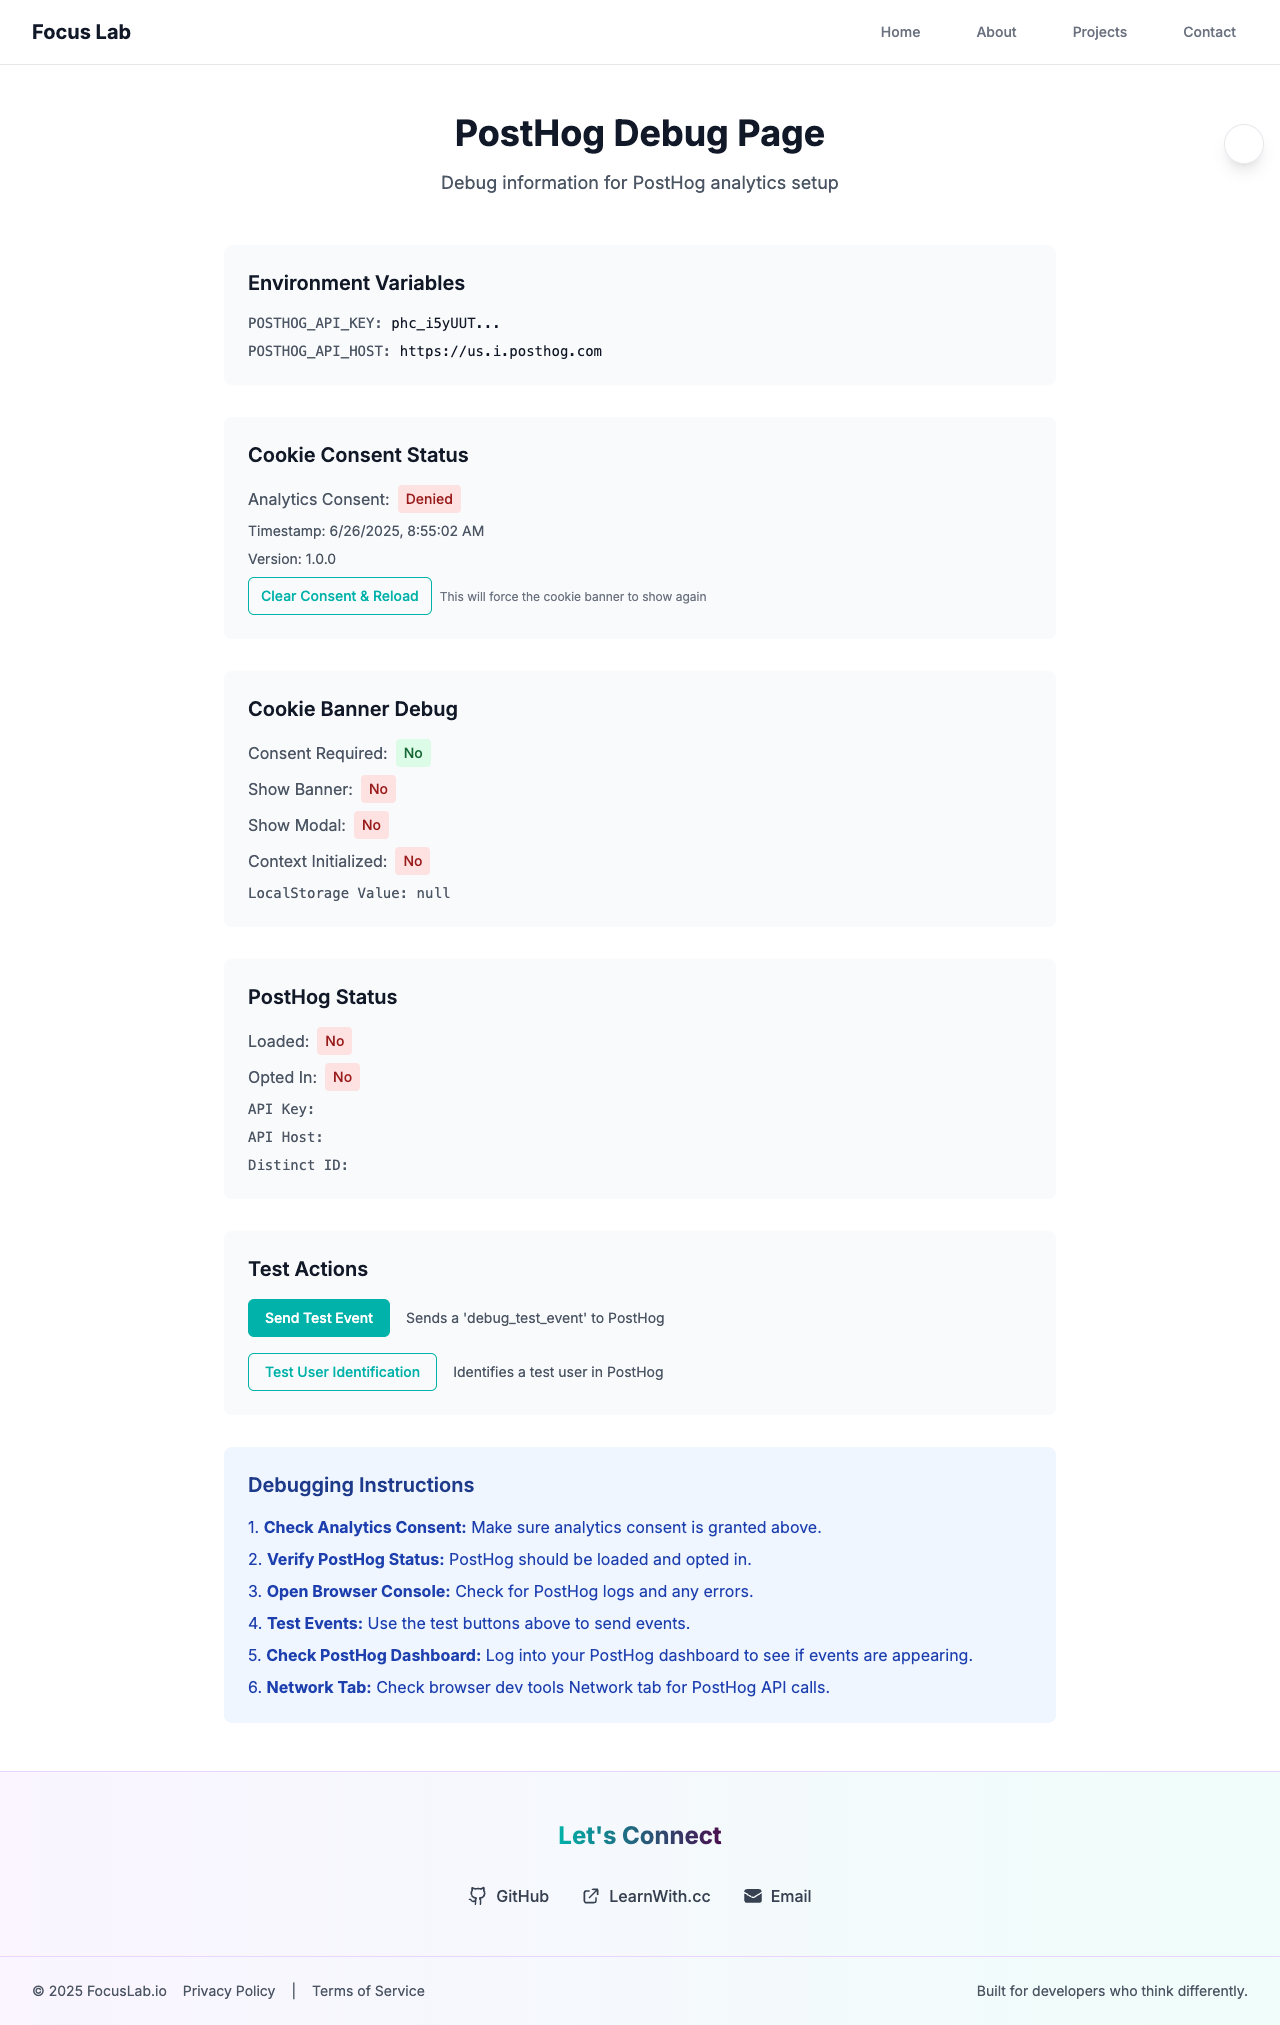 Focus Lab
Home
About
Projects
Contact
PostHog Debug Page
Debug information for PostHog analytics setup
Environment Variables
POSTHOG_API_KEY: phc_i5yUUT...
POSTHOG_API_HOST: https://us.i.posthog.com
Cookie Consent Status
Analytics Consent: Denied
Timestamp: 6/26/2025, 8:55:02 AM
Version: 1.0.0
Clear Consent & Reload This will force the cookie banner to show again
Cookie Banner Debug
Consent Required: No
Show Banner: No
Show Modal: No
Context Initialized: No
LocalStorage Value: null
PostHog Status
Loaded: No
Opted In: No
API Key:
API Host:
Distinct ID:
Test Actions
Send Test Event Sends a 'debug_test_event' to PostHog
Test User Identification Identifies a test user in PostHog
Debugging Instructions
1. Check Analytics Consent: Make sure analytics consent is granted above.
2. Verify PostHog Status: PostHog should be loaded and opted in.
3. Open Browser Console: Check for PostHog logs and any errors.
4. Test Events: Use the test buttons above to send events.
5. Check PostHog Dashboard: Log into your PostHog dashboard to see if events are appearing.
6. Network Tab: Check browser dev tools Network tab for PostHog API calls.
Let's Connect
GitHub
LearnWith.cc
Email
© 2025 FocusLab.io Privacy Policy | Terms of Service
Built for developers who think differently.